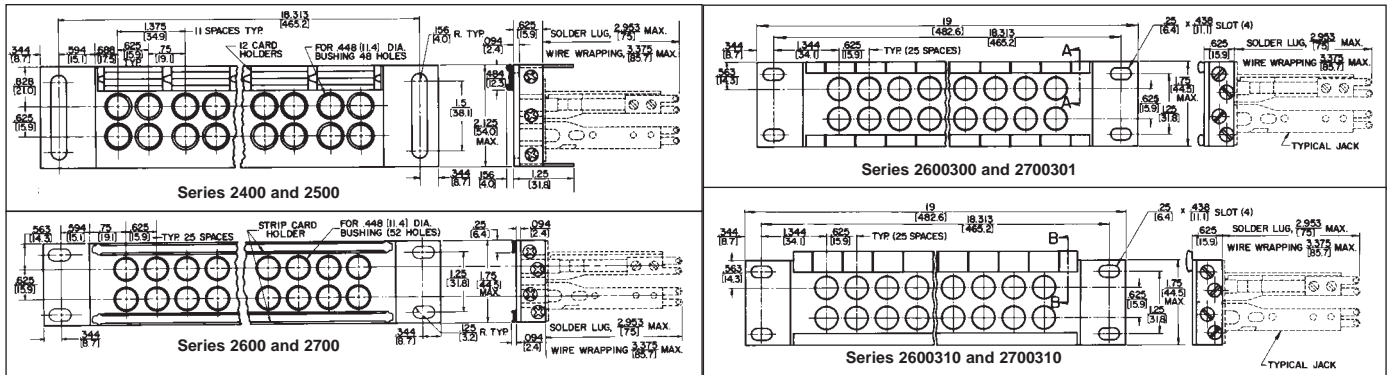 18.313
[465.2]
1.375
[34.9]
11 SPACES TYP.
.156
[4.0]
R. TYP.
.094
[2.4]
.625
[15.9]
SOLDER LUG, 2.953 MAX.
[75]
WIRE WRAPPING 3.375 MAX.
[85.7]
.344
[8.7]
.594
[15.1]
.688
[17.5]
.625
[15.9]
TYP.
.75
[19.1]
12 CARD
HOLDERS
FOR .448 [11.4] DIA.
BUSHING 48 HOLES
.828
[21.0]
.625
[15.9]
.484
[12.3]
1.5
[38.1]
2.125
[54.0]
MAX.
.344
[8.7]
.156
[4.0]
1.25
[31.8]
Series 2400 and 2500
.563
[14.3]
.594
[15.1]
.75
[19.1]
.625
[15.9]
TYP. 25 SPACES
STRIP CARD
HOLDER
FOR .448 [11.4] DIA.
BUSHING (52 HOLES)
.25
[6.4]
.094
[2.4]
.625
[15.9]
1.25
[31.8]
1.75
[44.5]
MAX.
.344
[8.7]
.344
[8.7]
.125
[3.2]
R. TYP
.094
[2.4]
SOLDER LUG, 2.953 MAX.
[75]
WIRE WRAPPING 3.375 MAX.
[85.7]
Series 2600 and 2700
19
[482.6]
18.313
[465.2]
.25
[6.4]
x .438
[11.1]
SLOT (4)
.344
[8.7]
1.344
[34.1]
.625
[15.9]
TYP (25 SPACES)
A
.625
[15.9]
SOLDER LUG, 2.953 MAX.
[75]
WIRE WRAPPING 3.375 MAX.
[85.7]
.563
[14.3]
A
1.75
[44.5]
MAX.
.625
[15.9]
1.25
[31.8]
TYPICAL JACK
Series 2600300 and 2700301
19
[482.6]
18.313
[465.2]
.25
[6.4]
x .438
[11.1]
SLOT (4)
.344
[8.7]
1.344
[34.1]
.625
[15.9]
TYP (25 SPACES)
B
.625
[15.9]
SOLDER LUG, 2.953 MAX.
[75]
WIRE WRAPPING 3.375 MAX.
[85.7]
.563
[14.3]
B
1.75
[44.5]
MAX.
.625
[15.9]
1.25
[31.8]
TYPICAL JACK
Series 2600310 and 2700310